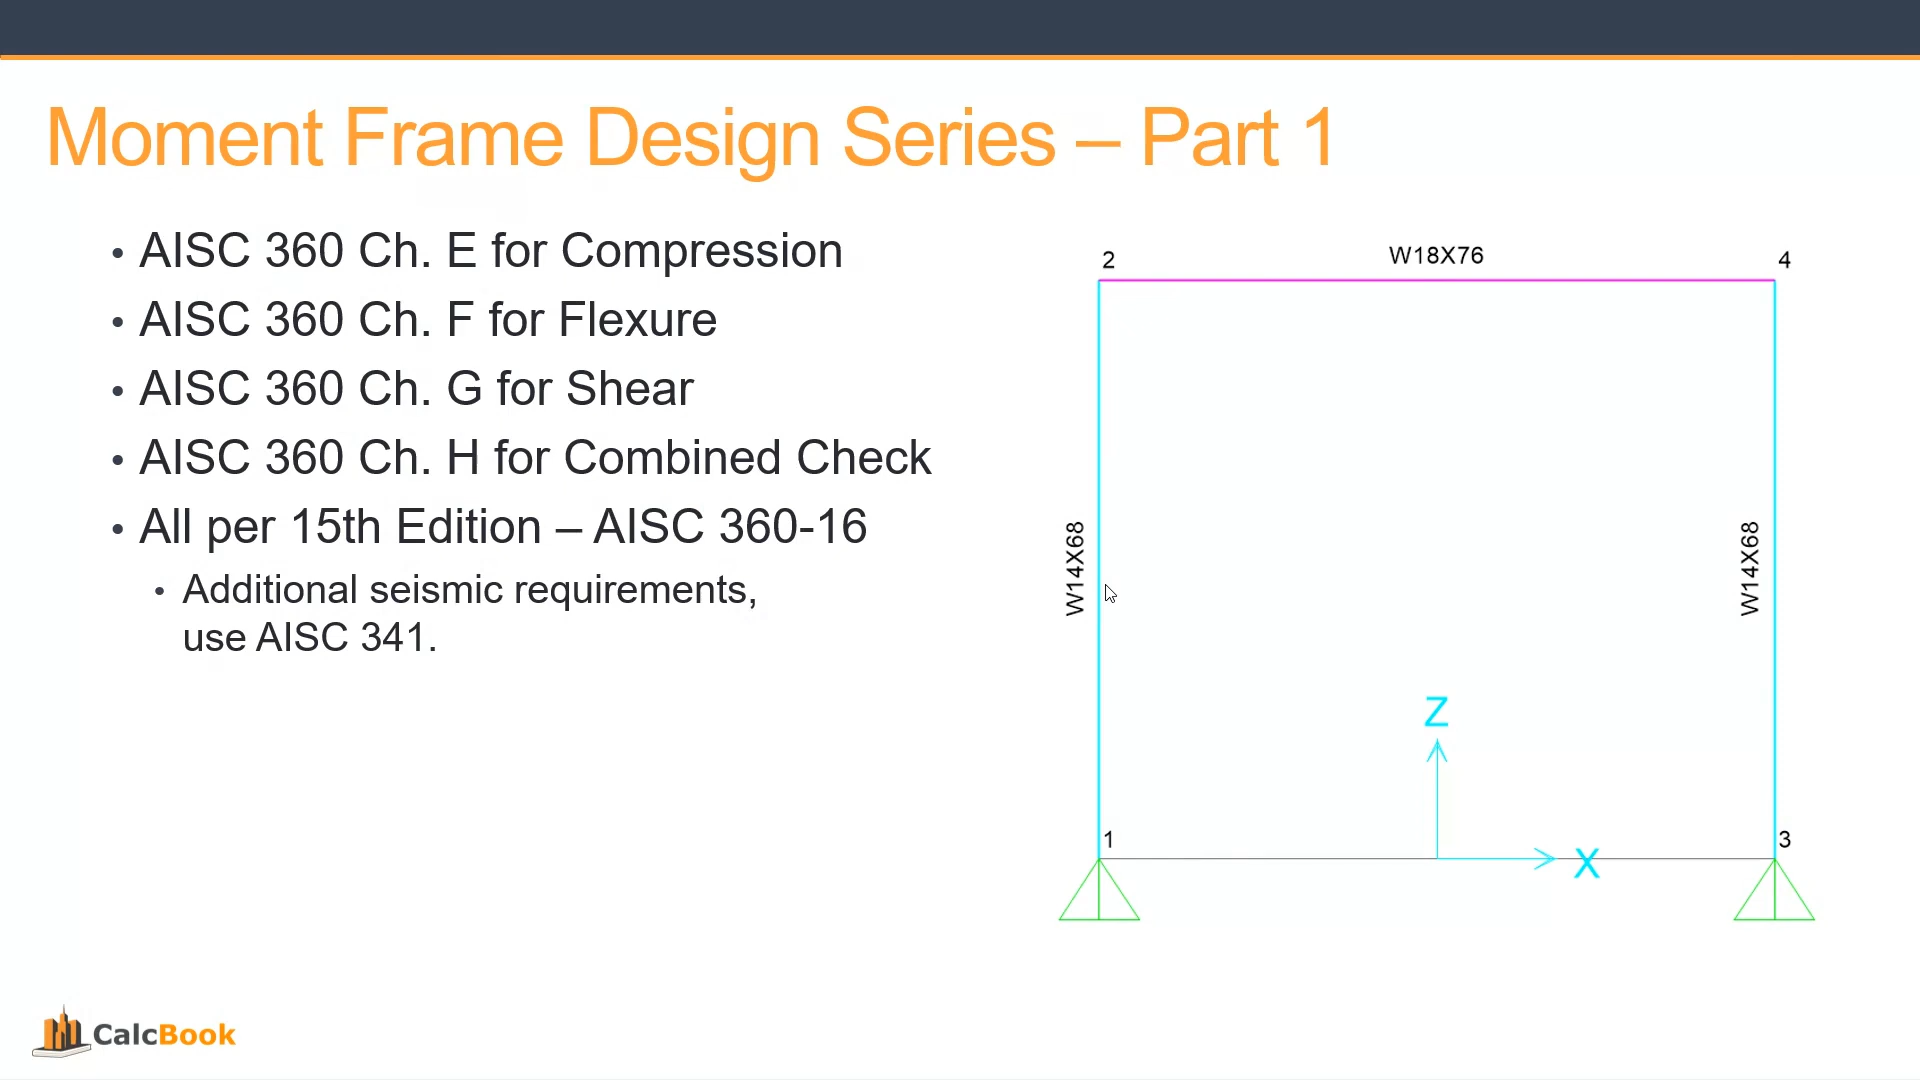 Moment Frame Design Series – Part 1
• AISC 360 Ch. E for Compression
• AISC 360 Ch. F for Flexure
• AISC 360 Ch. G for Shear
• AISC 360 Ch. H for Combined Check
• All per 15th Edition – AISC 360-16
• Additional seismic requirements,
use AISC 341.
2
W18X76
4
W14X68
W14X68
Z
1
3
X
CalcBook